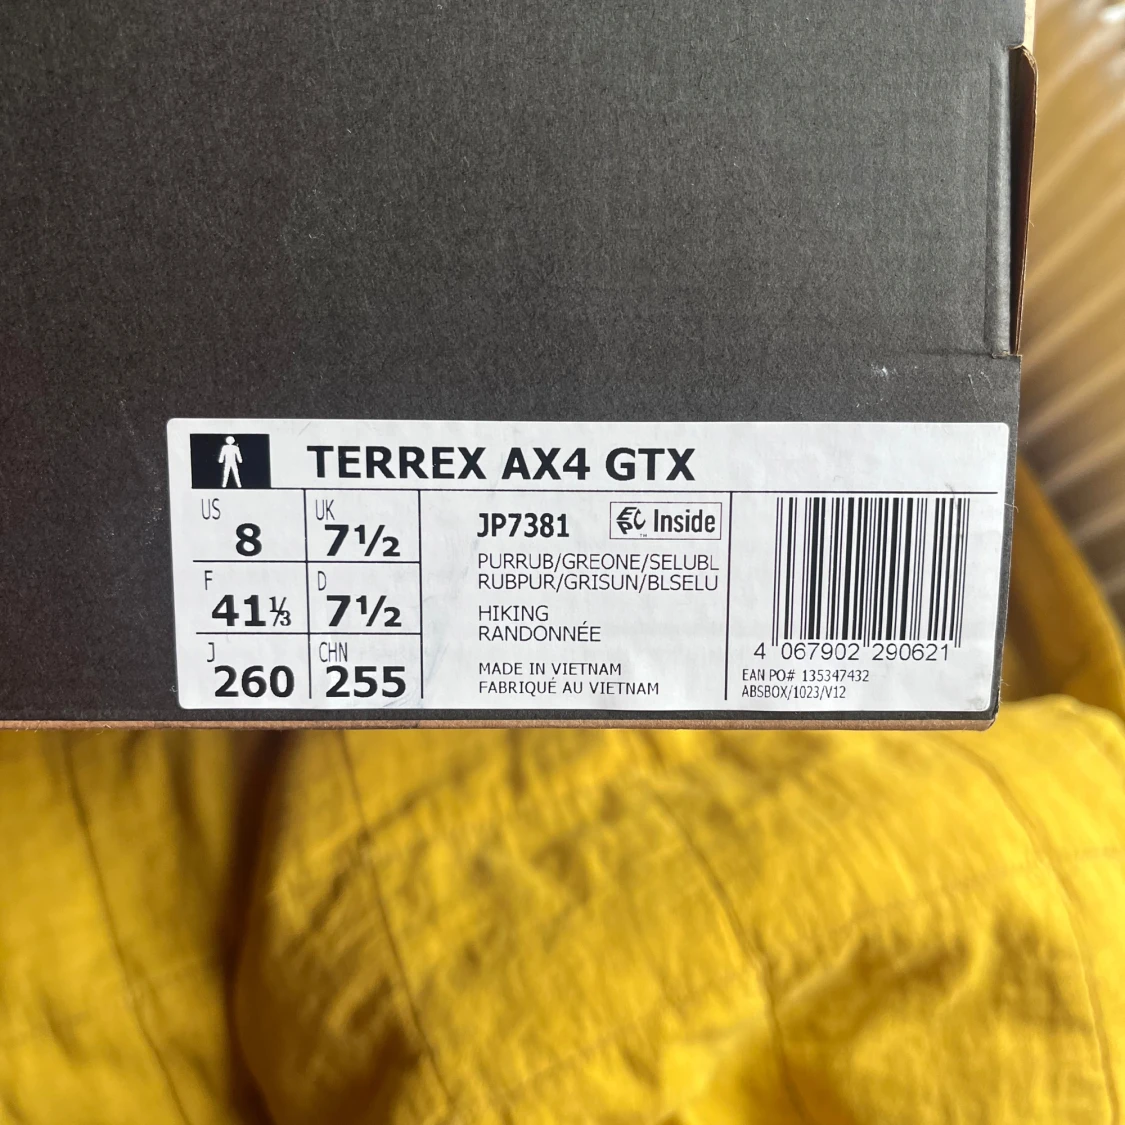 TERREX AX4 GTX
US 8
UK 7½
F 41⅓
D 7½
J 260
CHN 255
JP7381
EPC Inside
™
PURRUB/GREONE/SELUBL
RUBPUR/GRISUN/BLSELU
HIKING
RANDONNÉE
MADE IN VIETNAM
FABRIQUÉ AU VIETNAM
4 067902 290621
EAN PO# 135347432
ABSBOX/1023/V12